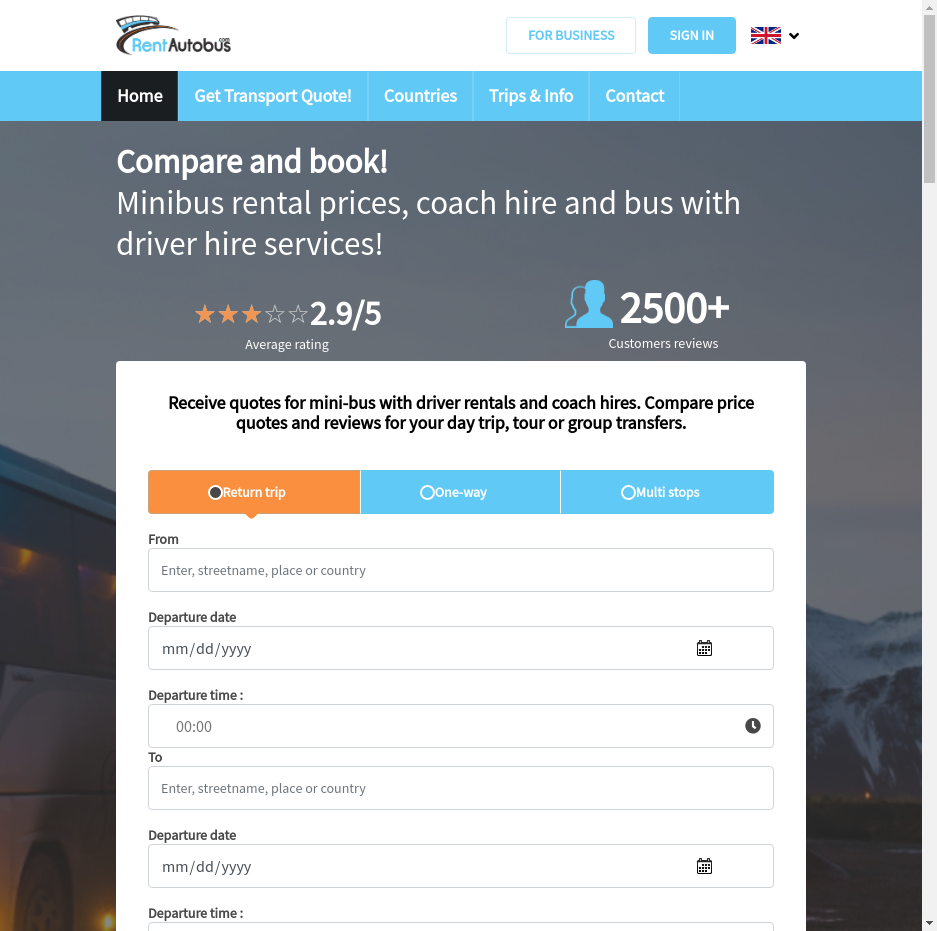 RentAutobus
.com
FOR BUSINESS
SIGN IN
Home
Get Transport Quote!
Countries
Trips & Info
Contact
Compare and book!
Minibus rental prices, coach hire and bus with
driver hire services!
2.9/5
Average rating
2500+
Customers reviews
Receive quotes for mini-bus with driver rentals and coach hires. Compare price
quotes and reviews for your day trip, tour or group transfers.
Return trip
One-way
Multi stops
From
Enter, streetname, place or country
Departure date
mm/dd/yyyy
Departure time :
00:00
To
Enter, streetname, place or country
Departure date
mm/dd/yyyy
Departure time :